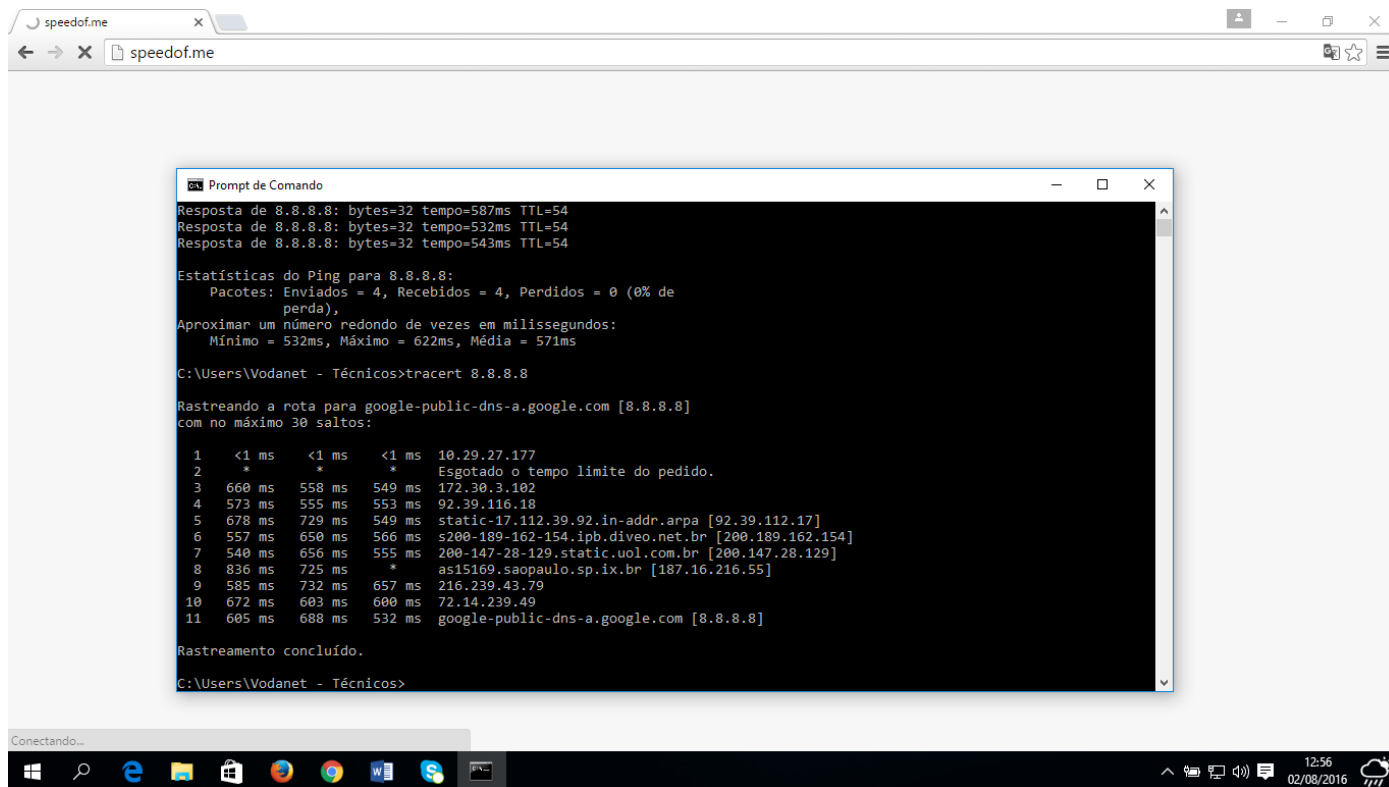 speedof.me
speedof.me
Prompt de Comando
Resposta de 8.8.8.8: bytes=32 tempo=587ms TTL=54
Resposta de 8.8.8.8: bytes=32 tempo=532ms TTL=54
Resposta de 8.8.8.8: bytes=32 tempo=543ms TTL=54
Estatísticas do Ping para 8.8.8.8:
Pacotes: Enviados = 4, Recebidos = 4, Perdidos = 0 (0% de
perda),
Aproximar um número redondo de vezes em milissegundos:
Mínimo = 532ms, Máximo = 622ms, Média = 571ms
C:\Users\Vodanet - Técnicos>tracert 8.8.8.8
Rastreando a rota para google-public-dns-a.google.com [8.8.8.8]
com no máximo 30 saltos:
1 <1 ms <1 ms <1 ms 10.29.27.177
2 * * * Esgotado o tempo limite do pedido.
3 660 ms 558 ms 549 ms 172.30.3.102
4 573 ms 555 ms 553 ms 92.39.116.18
5 678 ms 729 ms 549 ms static-17.112.39.92.in-addr.arpa [92.39.112.17]
6 557 ms 650 ms 566 ms s200-189-162-154.ipb.diveo.net.br [200.189.162.154]
7 540 ms 656 ms 555 ms 200-147-28-129.static.uol.com.br [200.147.28.129]
8 836 ms 725 ms * as15169.saopaulo.sp.ix.br [187.16.216.55]
9 585 ms 732 ms 657 ms 216.239.43.79
10 672 ms 603 ms 600 ms 72.14.239.49
11 605 ms 688 ms 532 ms google-public-dns-a.google.com [8.8.8.8]
Rastreamento concluído.
C:\Users\Vodanet - Técnicos>
Conectando...
12:56
02/08/2016